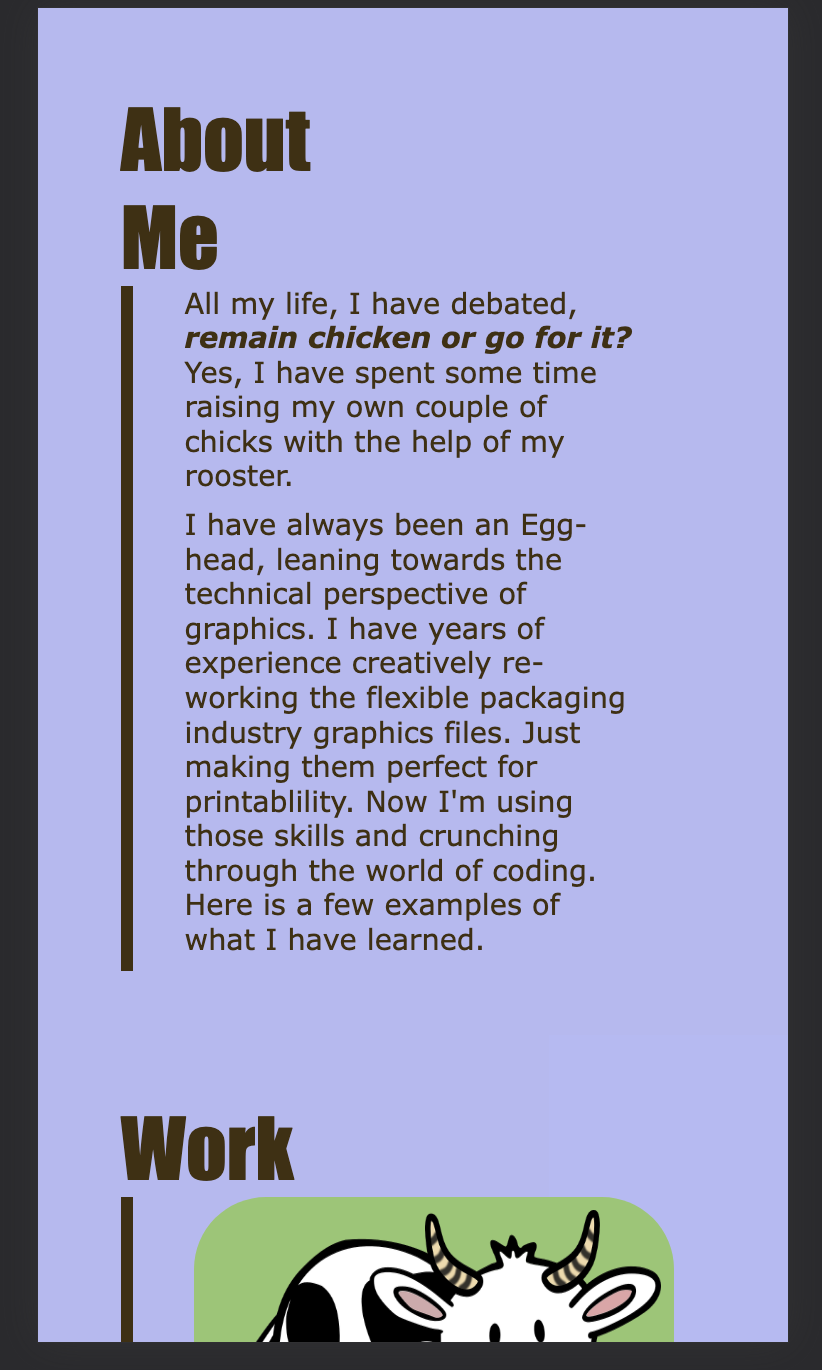 About
Me
All my life, I have debated,
remain chicken or go for it?
Yes, I have spent some time
raising my own couple of
chicks with the help of my
rooster.
I have always been an Egg-
head, leaning towards the
technical perspective of
graphics. I have years of
experience creatively re-
working the flexible packaging
industry graphics files. Just
making them perfect for
printablility. Now I'm using
those skills and crunching
through the world of coding.
Here is a few examples of
what I have learned.
Work